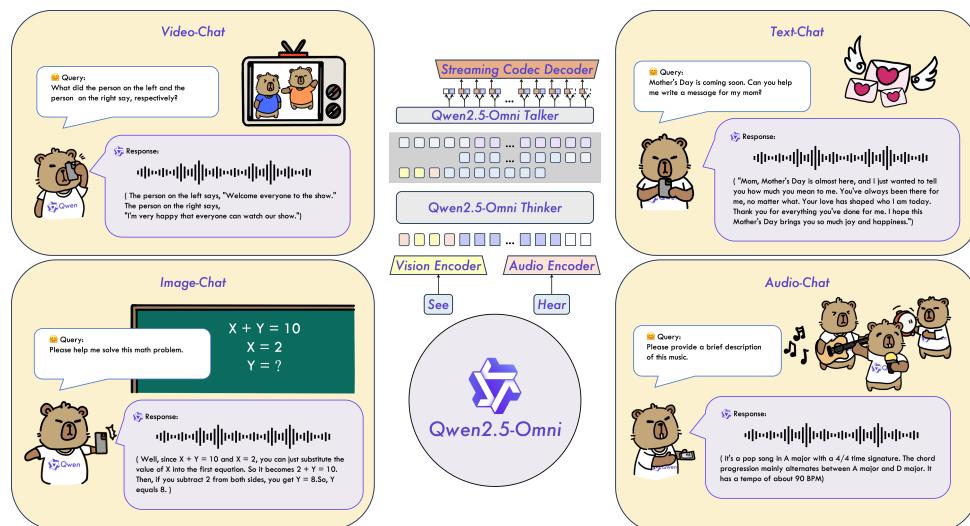 Video-Chat
Query:
What did the person on the left and the
person on the right say, respectively?
Response:
( The person on the left says, "Welcome everyone to the show."
The person on the right says,
"I'm very happy that everyone can watch our show.")
Qwen
Streaming Codec Decoder
...
Qwen2.5-Omni Talker
...
...
Qwen2.5-Omni Thinker
...
Vision Encoder
Audio Encoder
See
Hear
Qwen2.5-Omni
Text-Chat
Query:
Mother's Day is coming soon. Can you help
me write a message for my mom?
Response:
( "Mom, Mother's Day is almost here, and I just wanted to tell
you how much you mean to me. You've always been there for
me, no matter what. Your love has shaped who I am today.
Thank you for everything you've done for me. I hope this
Mother's Day brings you so much joy and happiness.")
Qwen
Image-Chat
X + Y = 10
X = 2
Y = ?
Query:
Please help me solve this math problem.
Response:
( Well, since X + Y = 10 and X = 2, you can just substitute the
value of X into the first equation. So it becomes 2 + Y = 10.
Then, if you subtract 2 from both sides, you get Y = 8.So, Y
equals 8. )
Qwen
Audio-Chat
Query:
Please provide a brief description
of this music.
Qwen
Response:
( It's a pop song in A major with a 4/4 time signature. The chord
progression mainly alternates between A major and D major. It
has a tempo of about 90 BPM)
Qwen